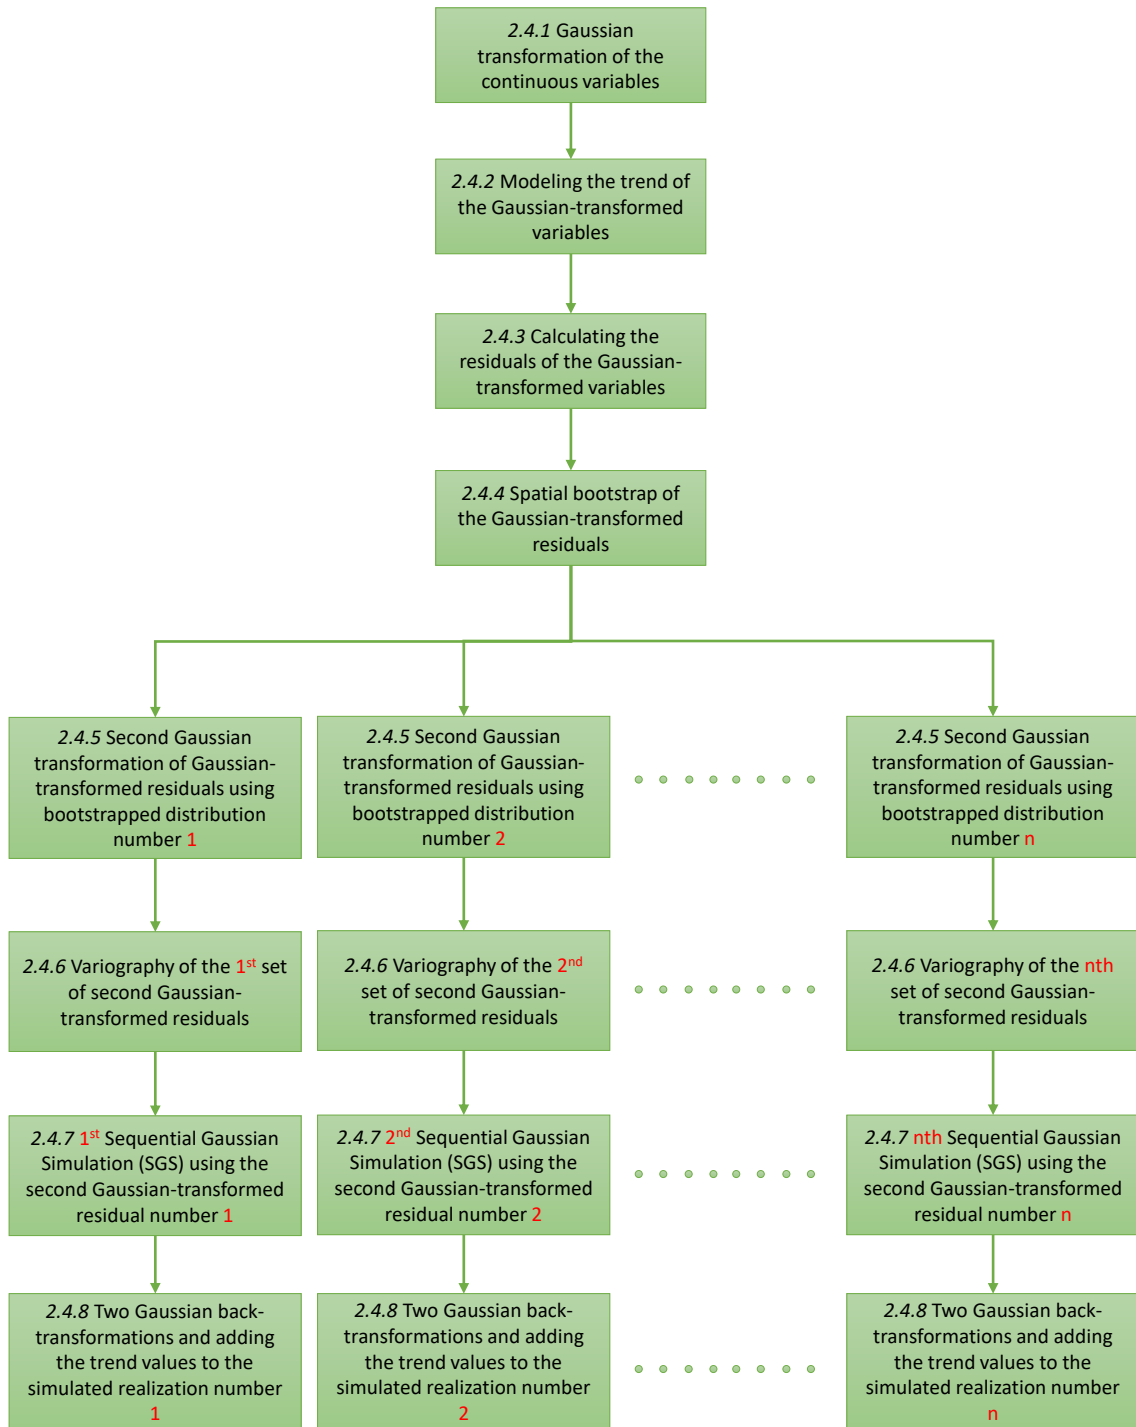 2.4.1 Gaussian
transformation of the
continuous variables
2.4.2 Modeling the trend of
the Gaussian-transformed
variables
2.4.3 Calculating the
residuals of the Gaussian-
transformed variables
2.4.4 Spatial bootstrap of
the Gaussian-transformed
residuals
2.4.5 Second Gaussian
transformation of Gaussian-
transformed residuals using
bootstrapped distribution
number 1
2.4.5 Second Gaussian
transformation of Gaussian-
transformed residuals using
bootstrapped distribution
number 2
2.4.5 Second Gaussian
transformation of Gaussian-
transformed residuals using
bootstrapped distribution
number n
2.4.6 Variography of the 1st set
of second Gaussian-
transformed residuals
2.4.6 Variography of the 2nd
set of second Gaussian-
transformed residuals
2.4.6 Variography of the nth
set of second Gaussian-
transformed residuals
2.4.7 1st Sequential Gaussian
Simulation (SGS) using the
second Gaussian-transformed
residual number 1
2.4.7 2nd Sequential Gaussian
Simulation (SGS) using the
second Gaussian-transformed
residual number 2
2.4.7 nth Sequential Gaussian
Simulation (SGS) using the
second Gaussian-transformed
residual number n
2.4.8 Two Gaussian back-
transformations and adding
the trend values to the
simulated realization number
1
2.4.8 Two Gaussian back-
transformations and adding
the trend values to the
simulated realization number
2
2.4.8 Two Gaussian back-
transformations and adding
the trend values to the
simulated realization number
n